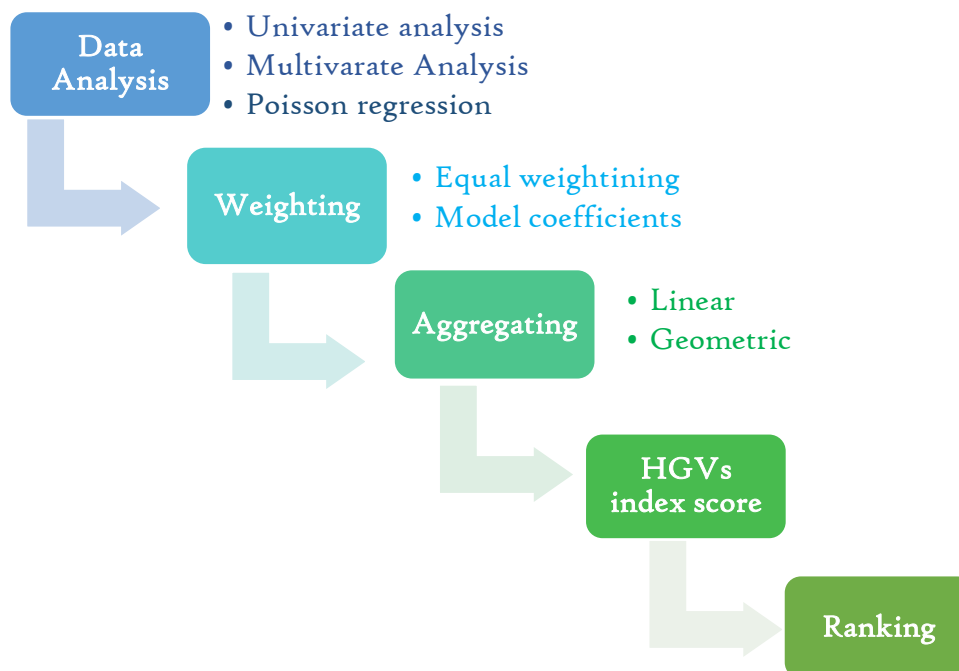 Data
Analysis
• Univariate analysis
• Multivarate Analysis
• Poisson regression
Weighting
• Equal weightining
• Model coefficients
Aggregating
• Linear
• Geometric
HGVs
index score
Ranking